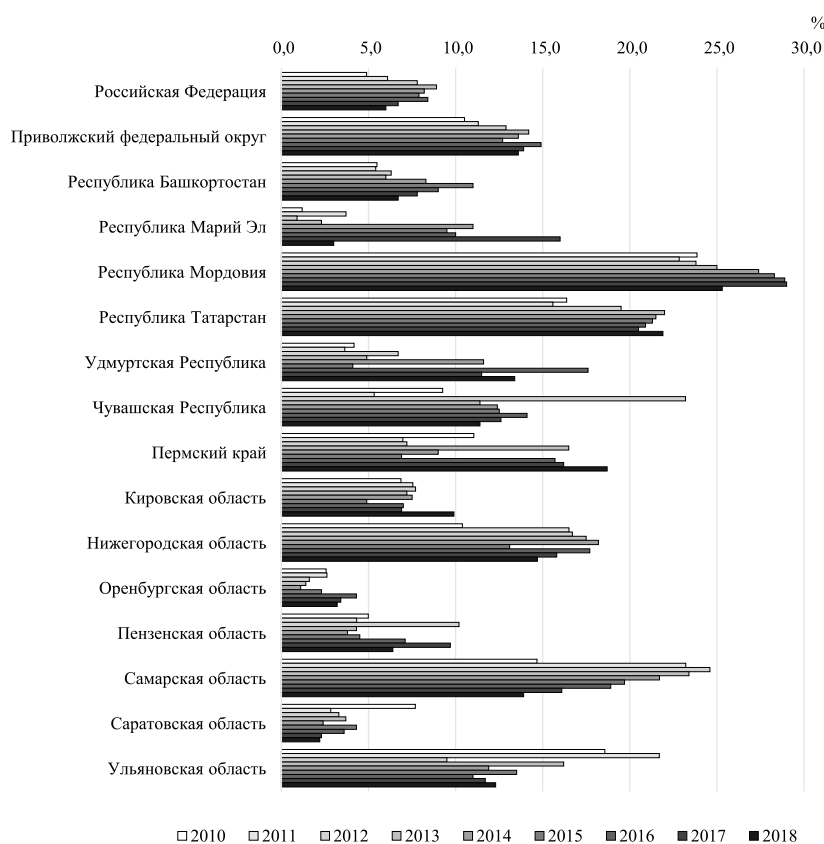 %
0,0 5,0 10,0 15,0 20,0 25,0 30,0
Российская Федерация
Приволжский федеральный округ
Республика Башкортостан
Республика Марий Эл
Республика Мордовия
Республика Татарстан
Удмуртская Республика
Чувашская Республика
Пермский край
Кировская область
Нижегородская область
Оренбургская область
Пензенская область
Самарская область
Саратовская область
Ульяновская область
2010 2011 2012 2013 2014 2015 2016 2017 2018